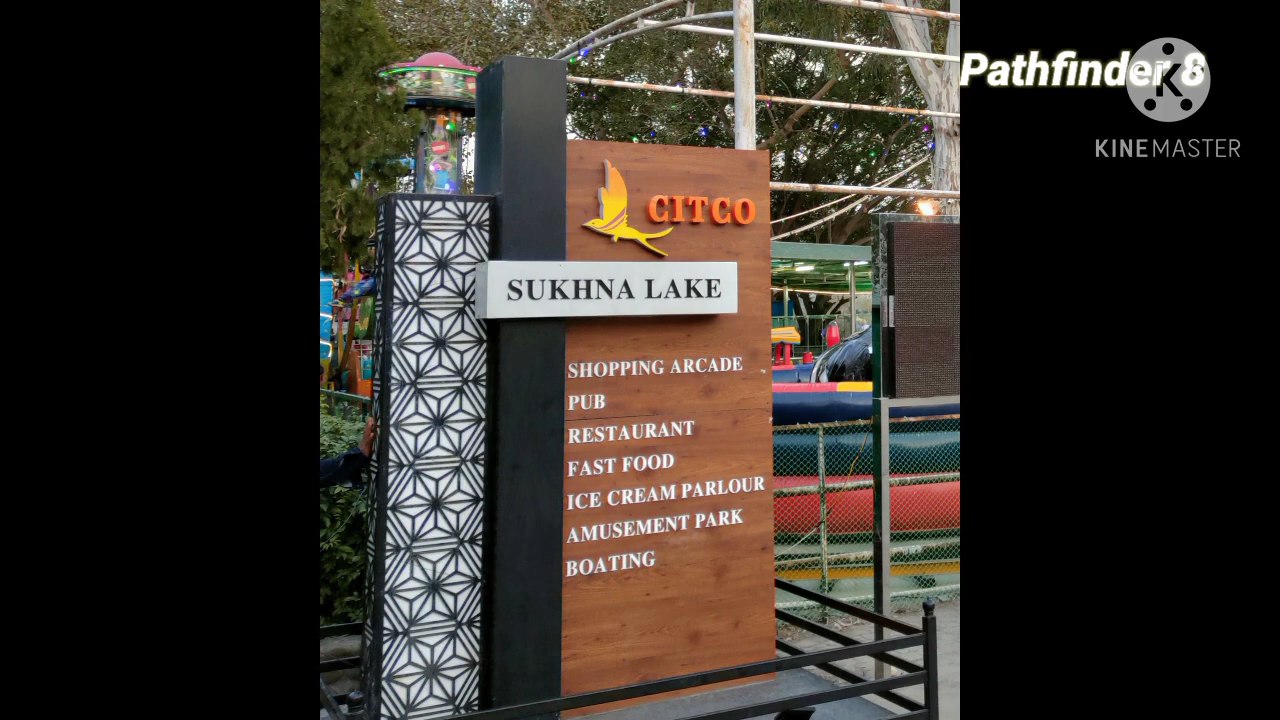 Pathfinder 8
KINEMASTER
CITCO
SUKHNA LAKE
SHOPPING ARCADE
PUB
RESTAURANT
FAST FOOD
ICE CREAM PARLOUR
AMUSEMENT PARK
BOATING